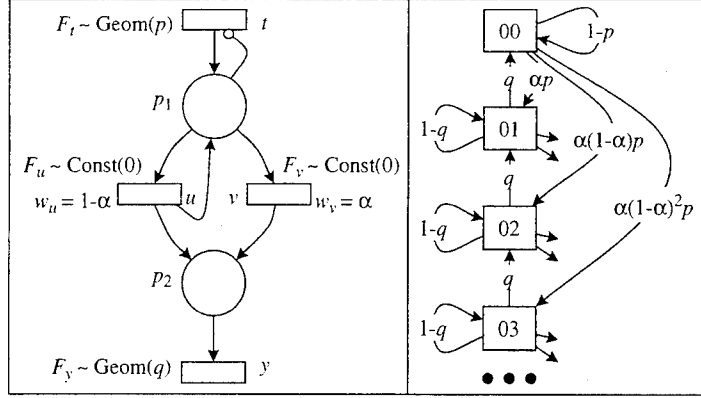 F_t ~ Geom(p) t
p_1
F_u ~ Const(0) F_v ~ Const(0)
w_u = 1-α u v w_v = α
p_2
F_y ~ Geom(q) y
00 1-p
q αp
1-q 01 α(1-α)p
q
1-q 02 α(1-α)²p
q
1-q 03